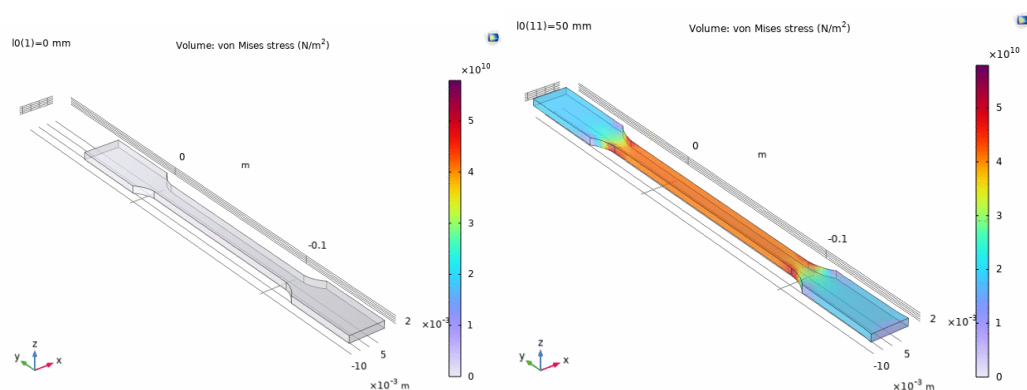 l0(1)=0 mm
Volume: von Mises stress (N/m²)
×10¹⁰
5
4
3
2
1
0
0
m
-0.1
2
×10⁻³
5
-10
×10⁻³ m
y
z
x
l0(11)=50 mm
Volume: von Mises stress (N/m²)
×10¹⁰
5
4
3
2
1
0
0
m
-0.1
2
×10⁻³
5
-10
×10⁻³ m
y
z
x